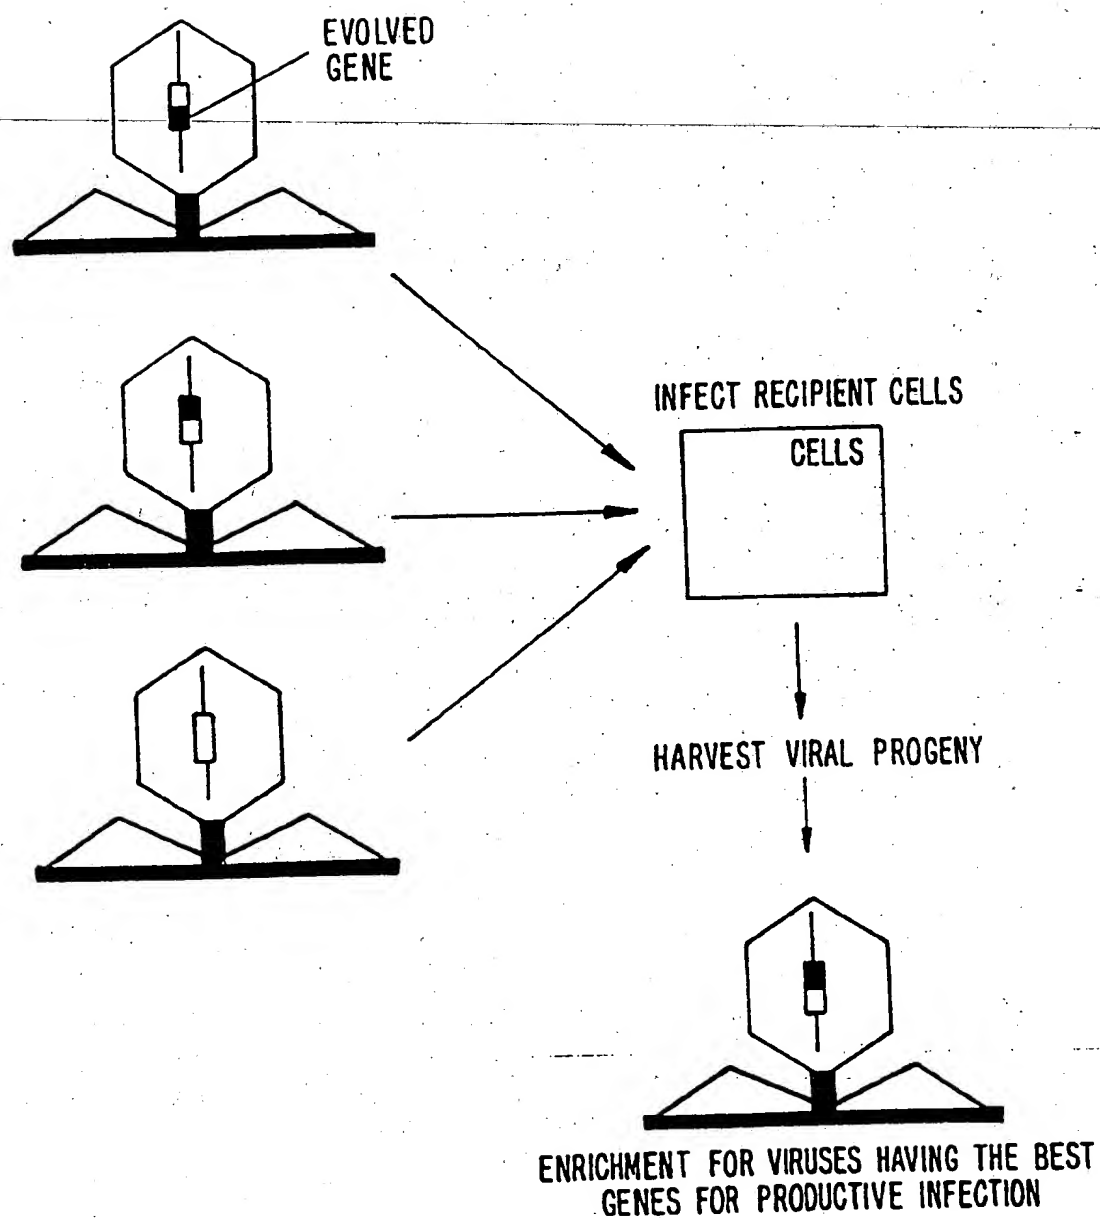 EVOLVED
GENE
INFECT RECIPIENT CELLS
CELLS
HARVEST VIRAL PROGENY
ENRICHMENT FOR VIRUSES HAVING THE BEST
GENES FOR PRODUCTIVE INFECTION